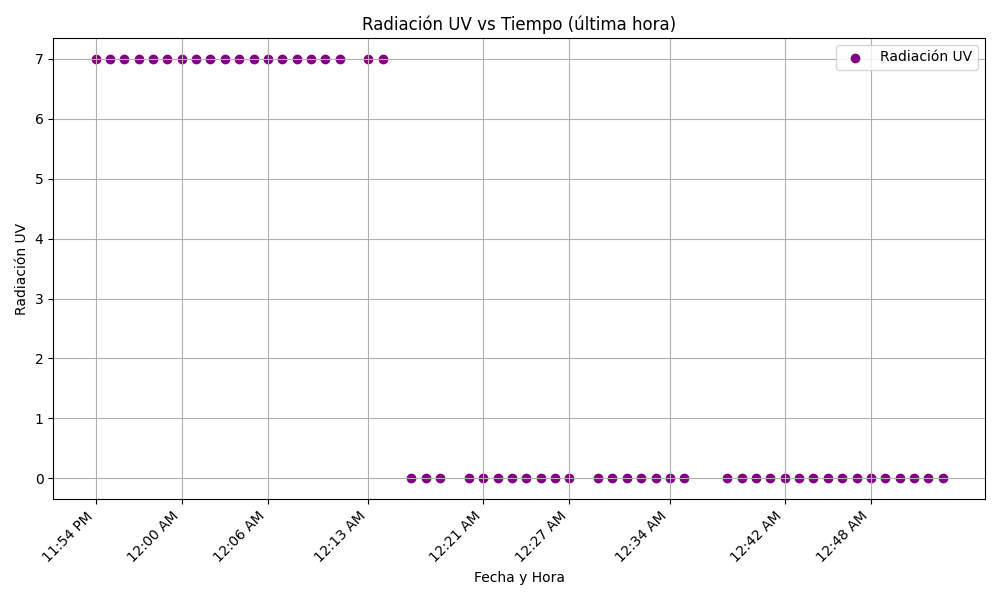 Radiación UV vs Tiempo (última hora)
Radiación UV
7
6
5
4
3
2
1
0
Radiación UV
11:54 PM
12:00 AM
12:06 AM
12:13 AM
12:21 AM
12:27 AM
12:34 AM
12:42 AM
12:48 AM
Fecha y Hora